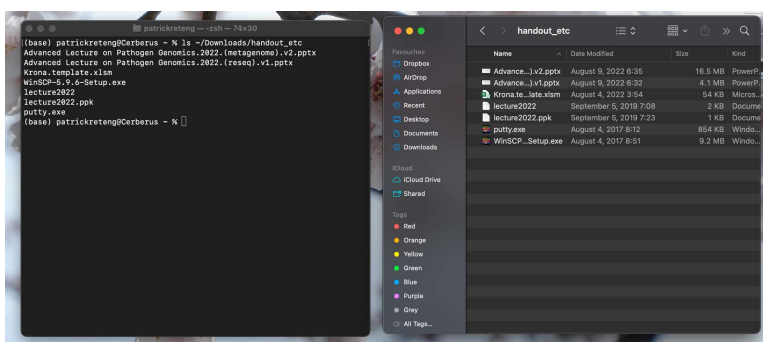 patrickreteng — -zsh — 74×30
(base) patrickreteng@Cerberus ~ % ls ~/Downloads/handout_etc
Advanced Lecture on Pathogen Genomics.2022.(metagenome).v2.pptx
Advanced Lecture on Pathogen Genomics.2022.(reseq).v1.pptx
Krona.template.xlsm
WinSCP-5.9.6-Setup.exe
lecture2022
lecture2022.ppk
putty.exe
(base) patrickreteng@Cerberus ~ %
handout_etc
Favourites
Dropbox
AirDrop
Applications
Recent
Desktop
Documents
Downloads
iCloud
iCloud Drive
Shared
Tags
Red
Orange
Yellow
Green
Blue
Purple
Grey
All Tags...
Name Date Modified Size Kind
Advance...).v2.pptx August 9, 2022 6:35 16.5 MB PowerP
Advance...).v1.pptx August 9, 2022 6:32 4.1 MB PowerP
Krona.te...late.xlsm August 4, 2022 3:54 54 KB Micros...
lecture2022 September 5, 2019 7:08 2 KB Docume
lecture2022.ppk September 5, 2019 7:23 1 KB Docume
putty.exe August 4, 2017 8:12 854 KB Windo...
WinSCP...Setup.exe August 4, 2017 8:51 9.2 MB Windo...